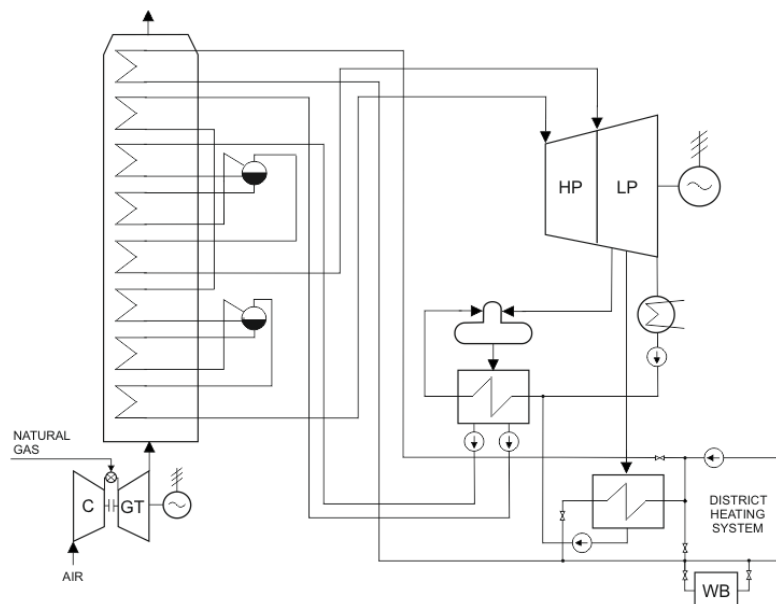 HP
LP
NATURAL
GAS
C
GT
AIR
DISTRICT
HEATING
SYSTEM
WB